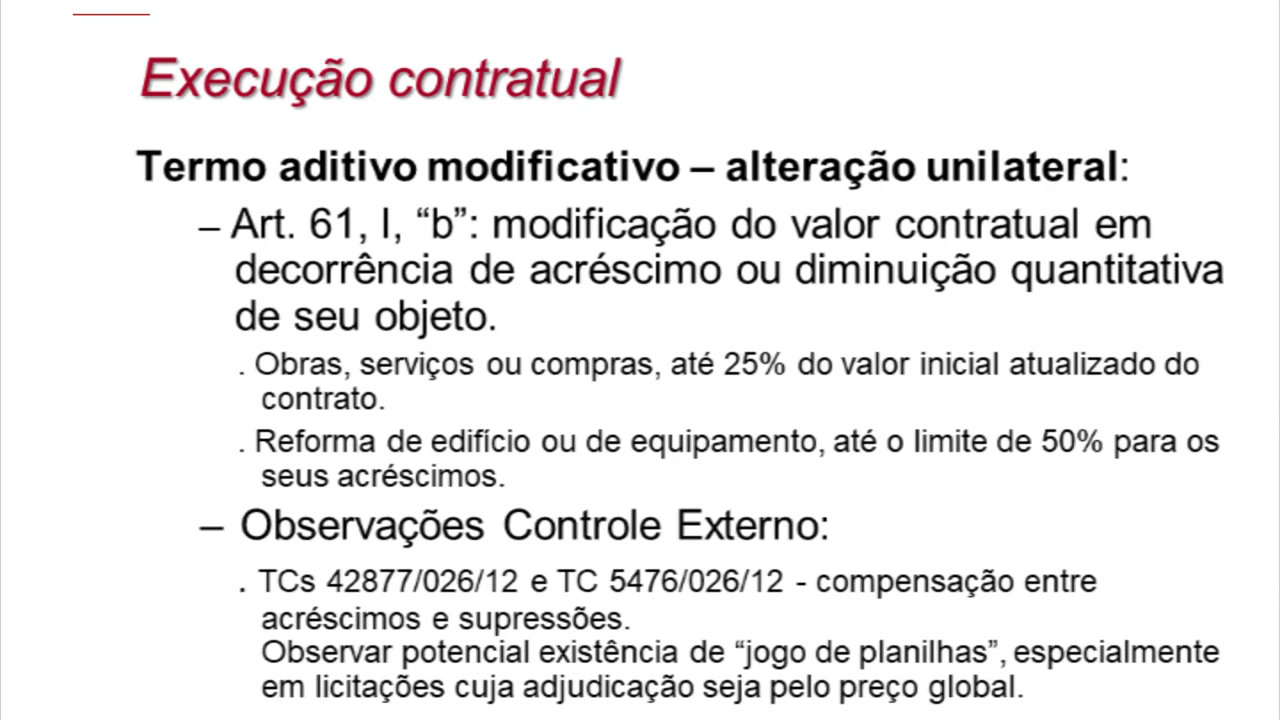 Execução contratual
Termo aditivo modificativo – alteração unilateral:
– Art. 61, I, “b”: modificação do valor contratual em
decorrência de acréscimo ou diminuição quantitativa
de seu objeto.
. Obras, serviços ou compras, até 25% do valor inicial atualizado do
contrato.
. Reforma de edifício ou de equipamento, até o limite de 50% para os
seus acréscimos.
– Observações Controle Externo:
. TCs 42877/026/12 e TC 5476/026/12 - compensação entre
acréscimos e supressões.
Observar potencial existência de “jogo de planilhas”, especialmente
em licitações cuja adjudicação seja pelo preço global.